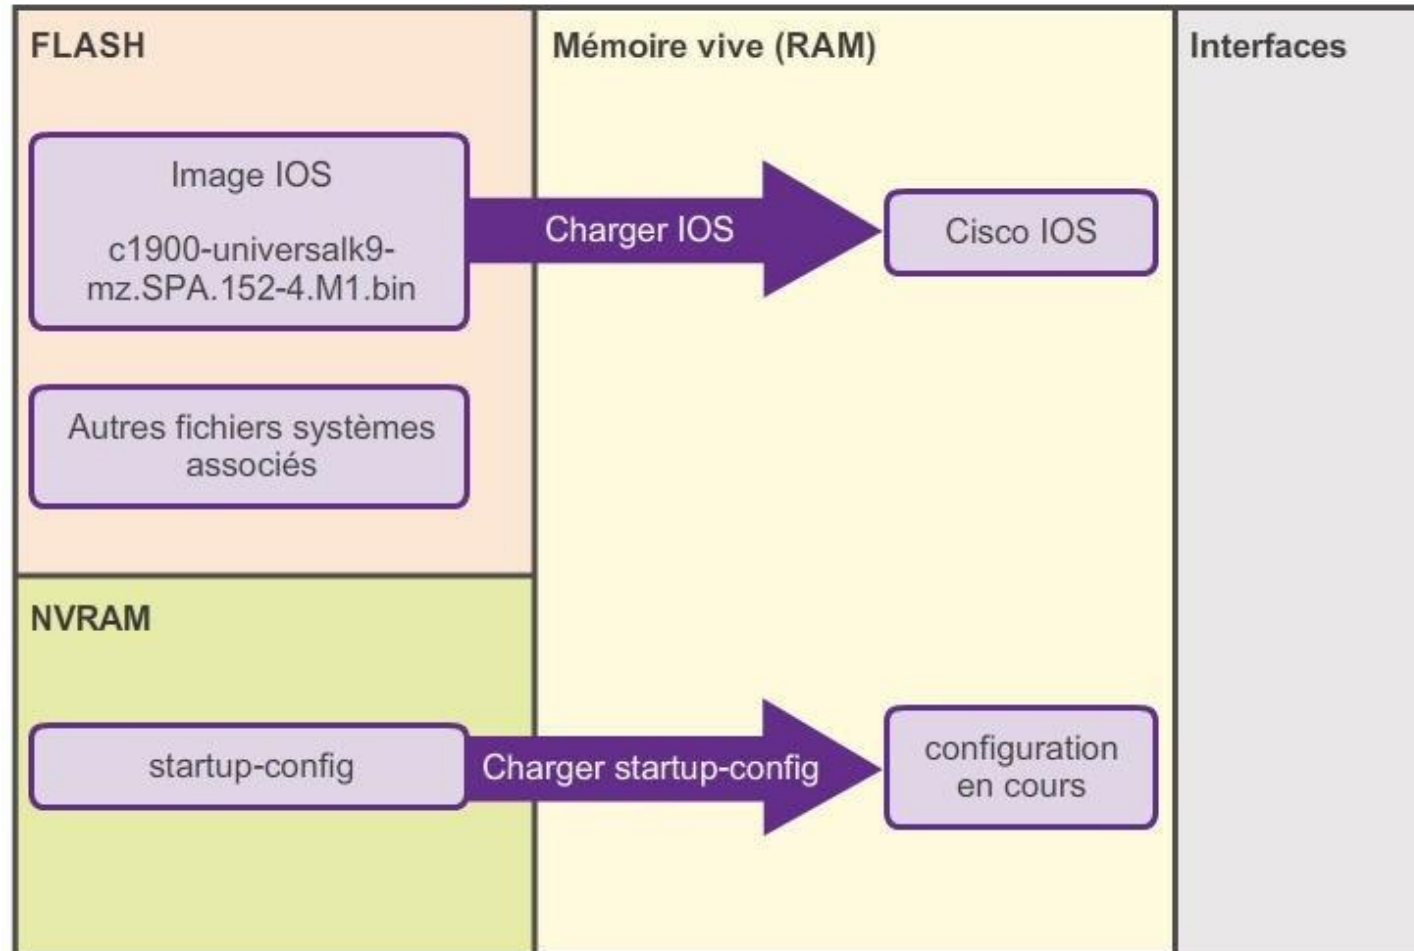 FLASH
Mémoire vive (RAM)
Interfaces
Image IOS
c1900-universalk9-
mz.SPA.152-4.M1.bin
Charger IOS
Cisco IOS
Autres fichiers systèmes
associés
NVRAM
startup-config
Charger startup-config
configuration
en cours